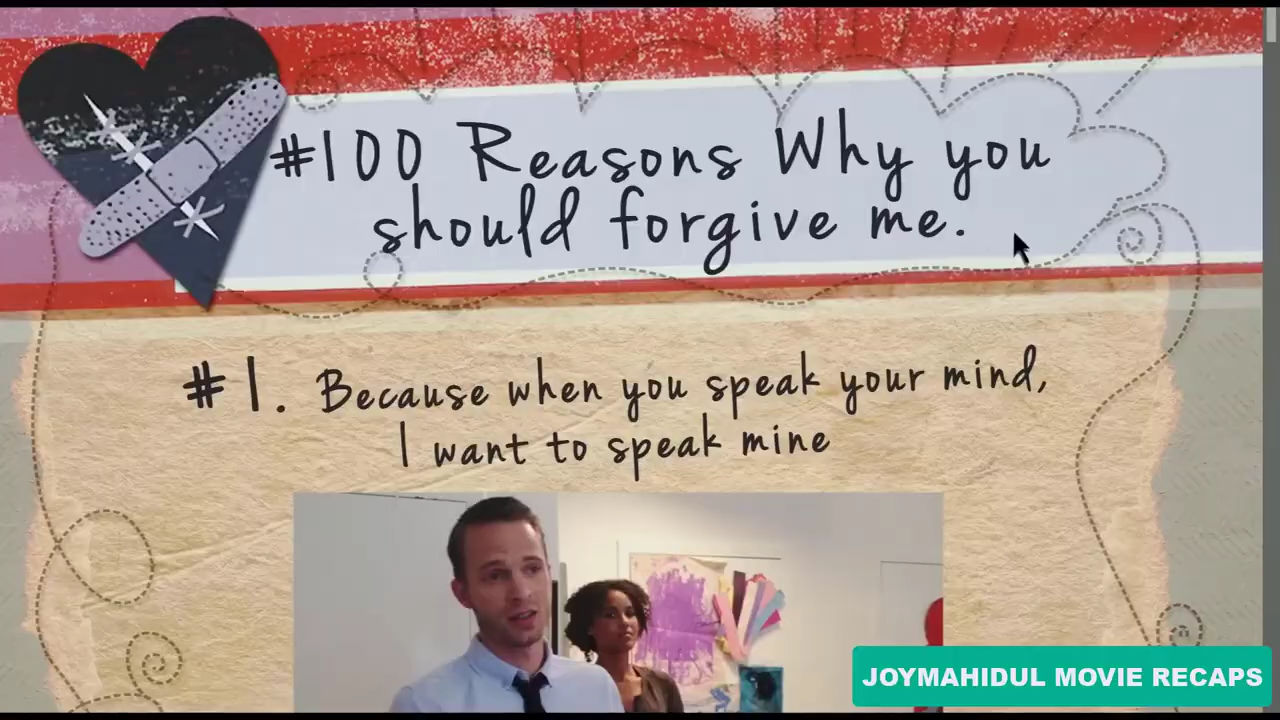 #100 Reasons Why you
should forgive me.
#1. Because when you speak your mind,
I want to speak mine
JOYMAHIDUL MOVIE RECAPS